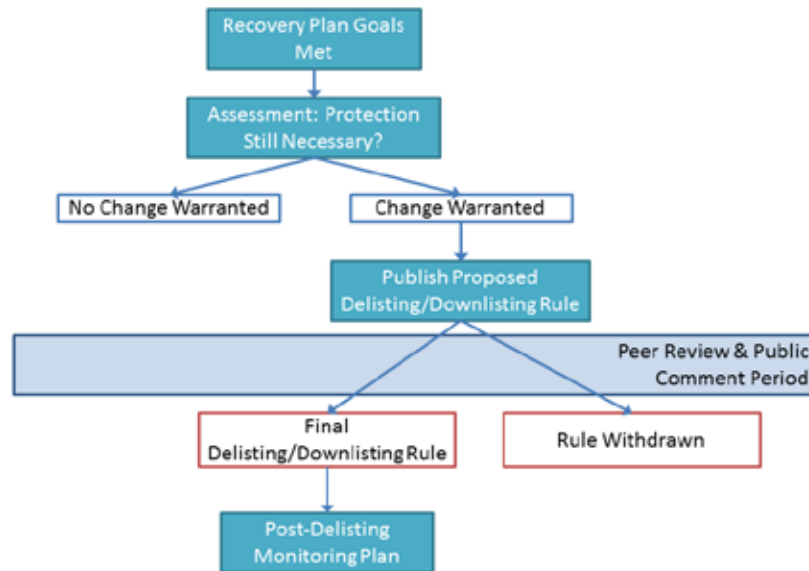 Recovery Plan Goals
Met
Assessment: Protection
Still Necessary?
No Change Warranted
Change Warranted
Publish Proposed
Delisting/Downlisting Rule
Peer Review & Public
Comment Period
Final
Delisting/Downlisting Rule
Rule Withdrawn
Post-Delisting
Monitoring Plan